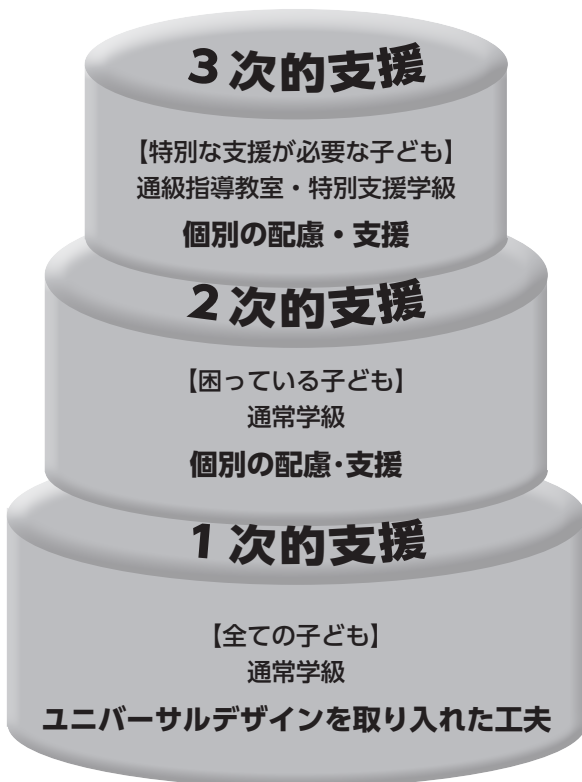 3次的支援
【特別な支援が必要な子ども】
通級指導教室・特別支援学級
個別の配慮・支援
2次的支援
【困っている子ども】
通常学級
個別の配慮・支援
1次的支援
【全ての子ども】
通常学級
ユニバーサルデザインを取り入れた工夫